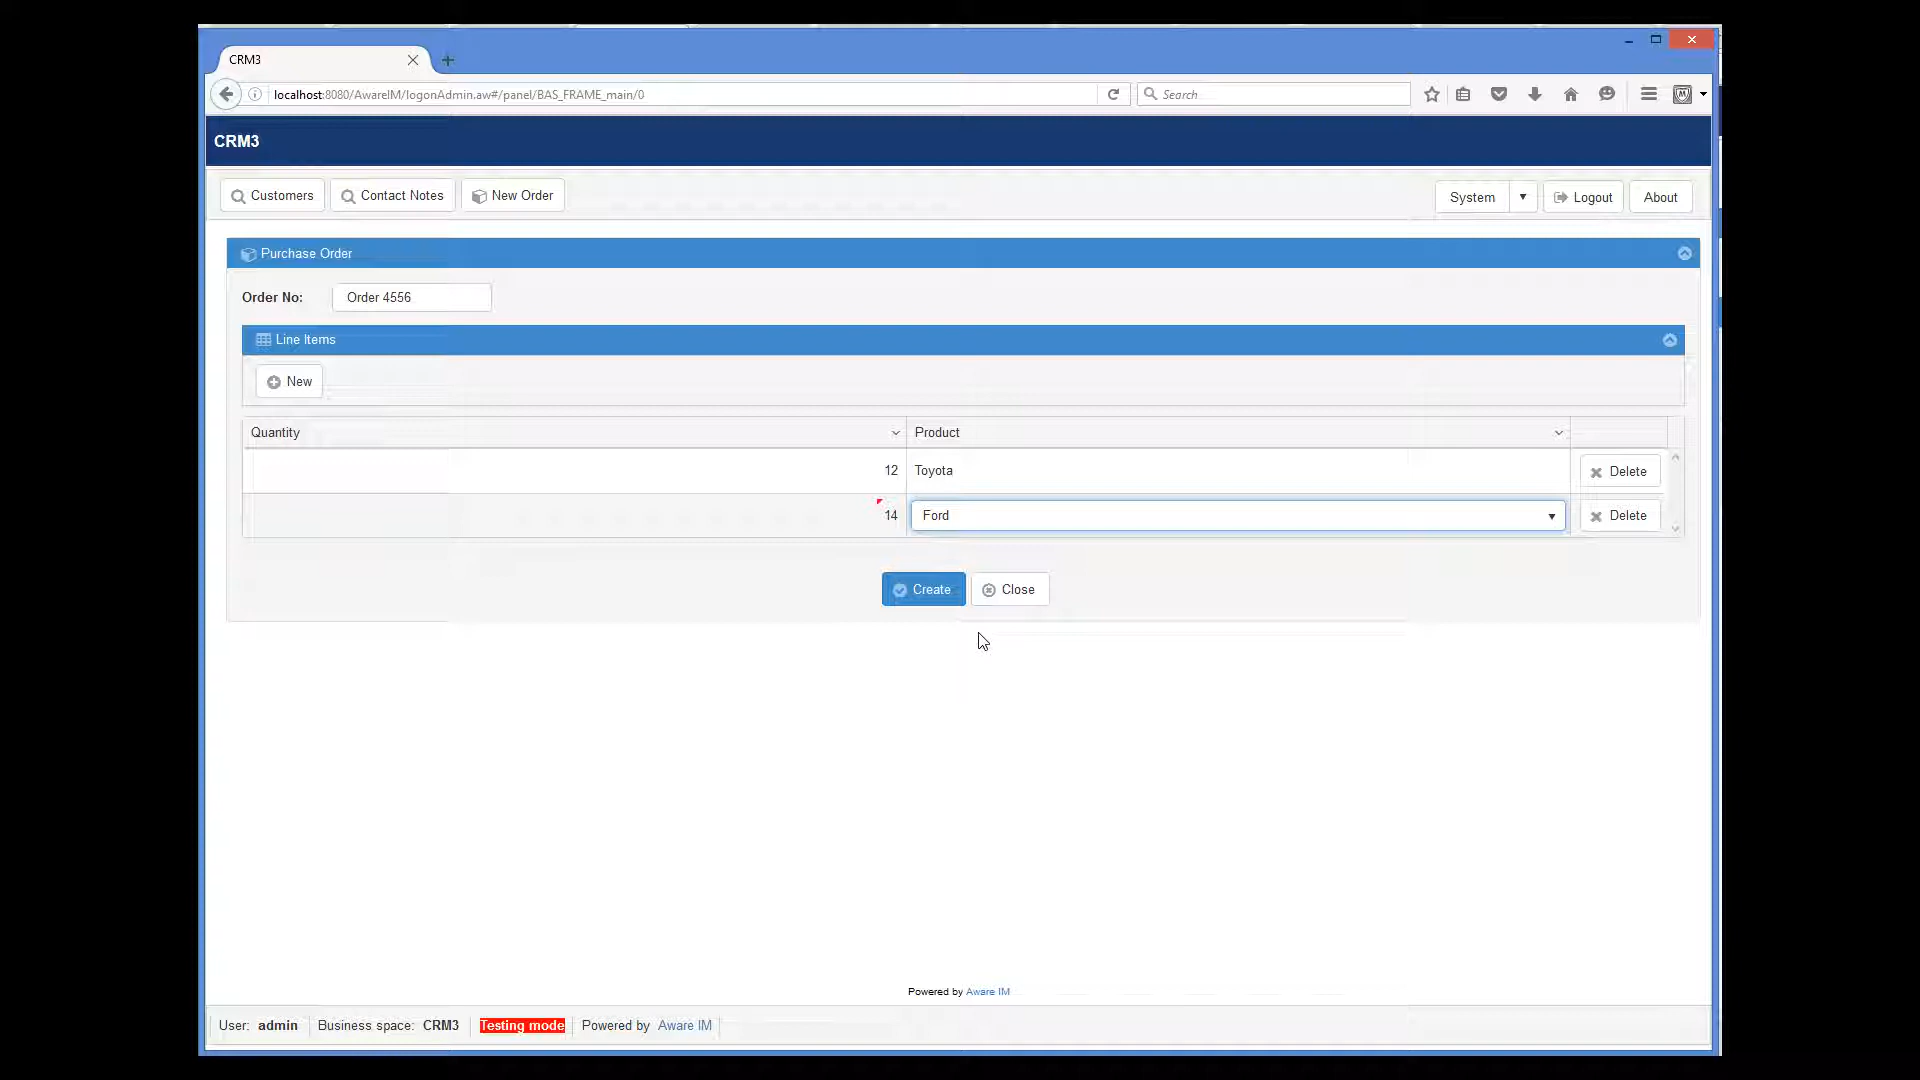 CRM3
localhost:8080/AwareIM/logonAdmin.aw#/panel/BAS_FRAME_main/0
Search
CRM3
Customers
Contact Notes
New Order
System
Logout
About
Purchase Order
Order No:
Order 4556
Line Items
New
Quantity
Product
12
Toyota
Delete
14
Ford
Delete
Create
Close
Powered by Aware IM
User: admin
Business space: CRM3
Testing mode
Powered by Aware IM